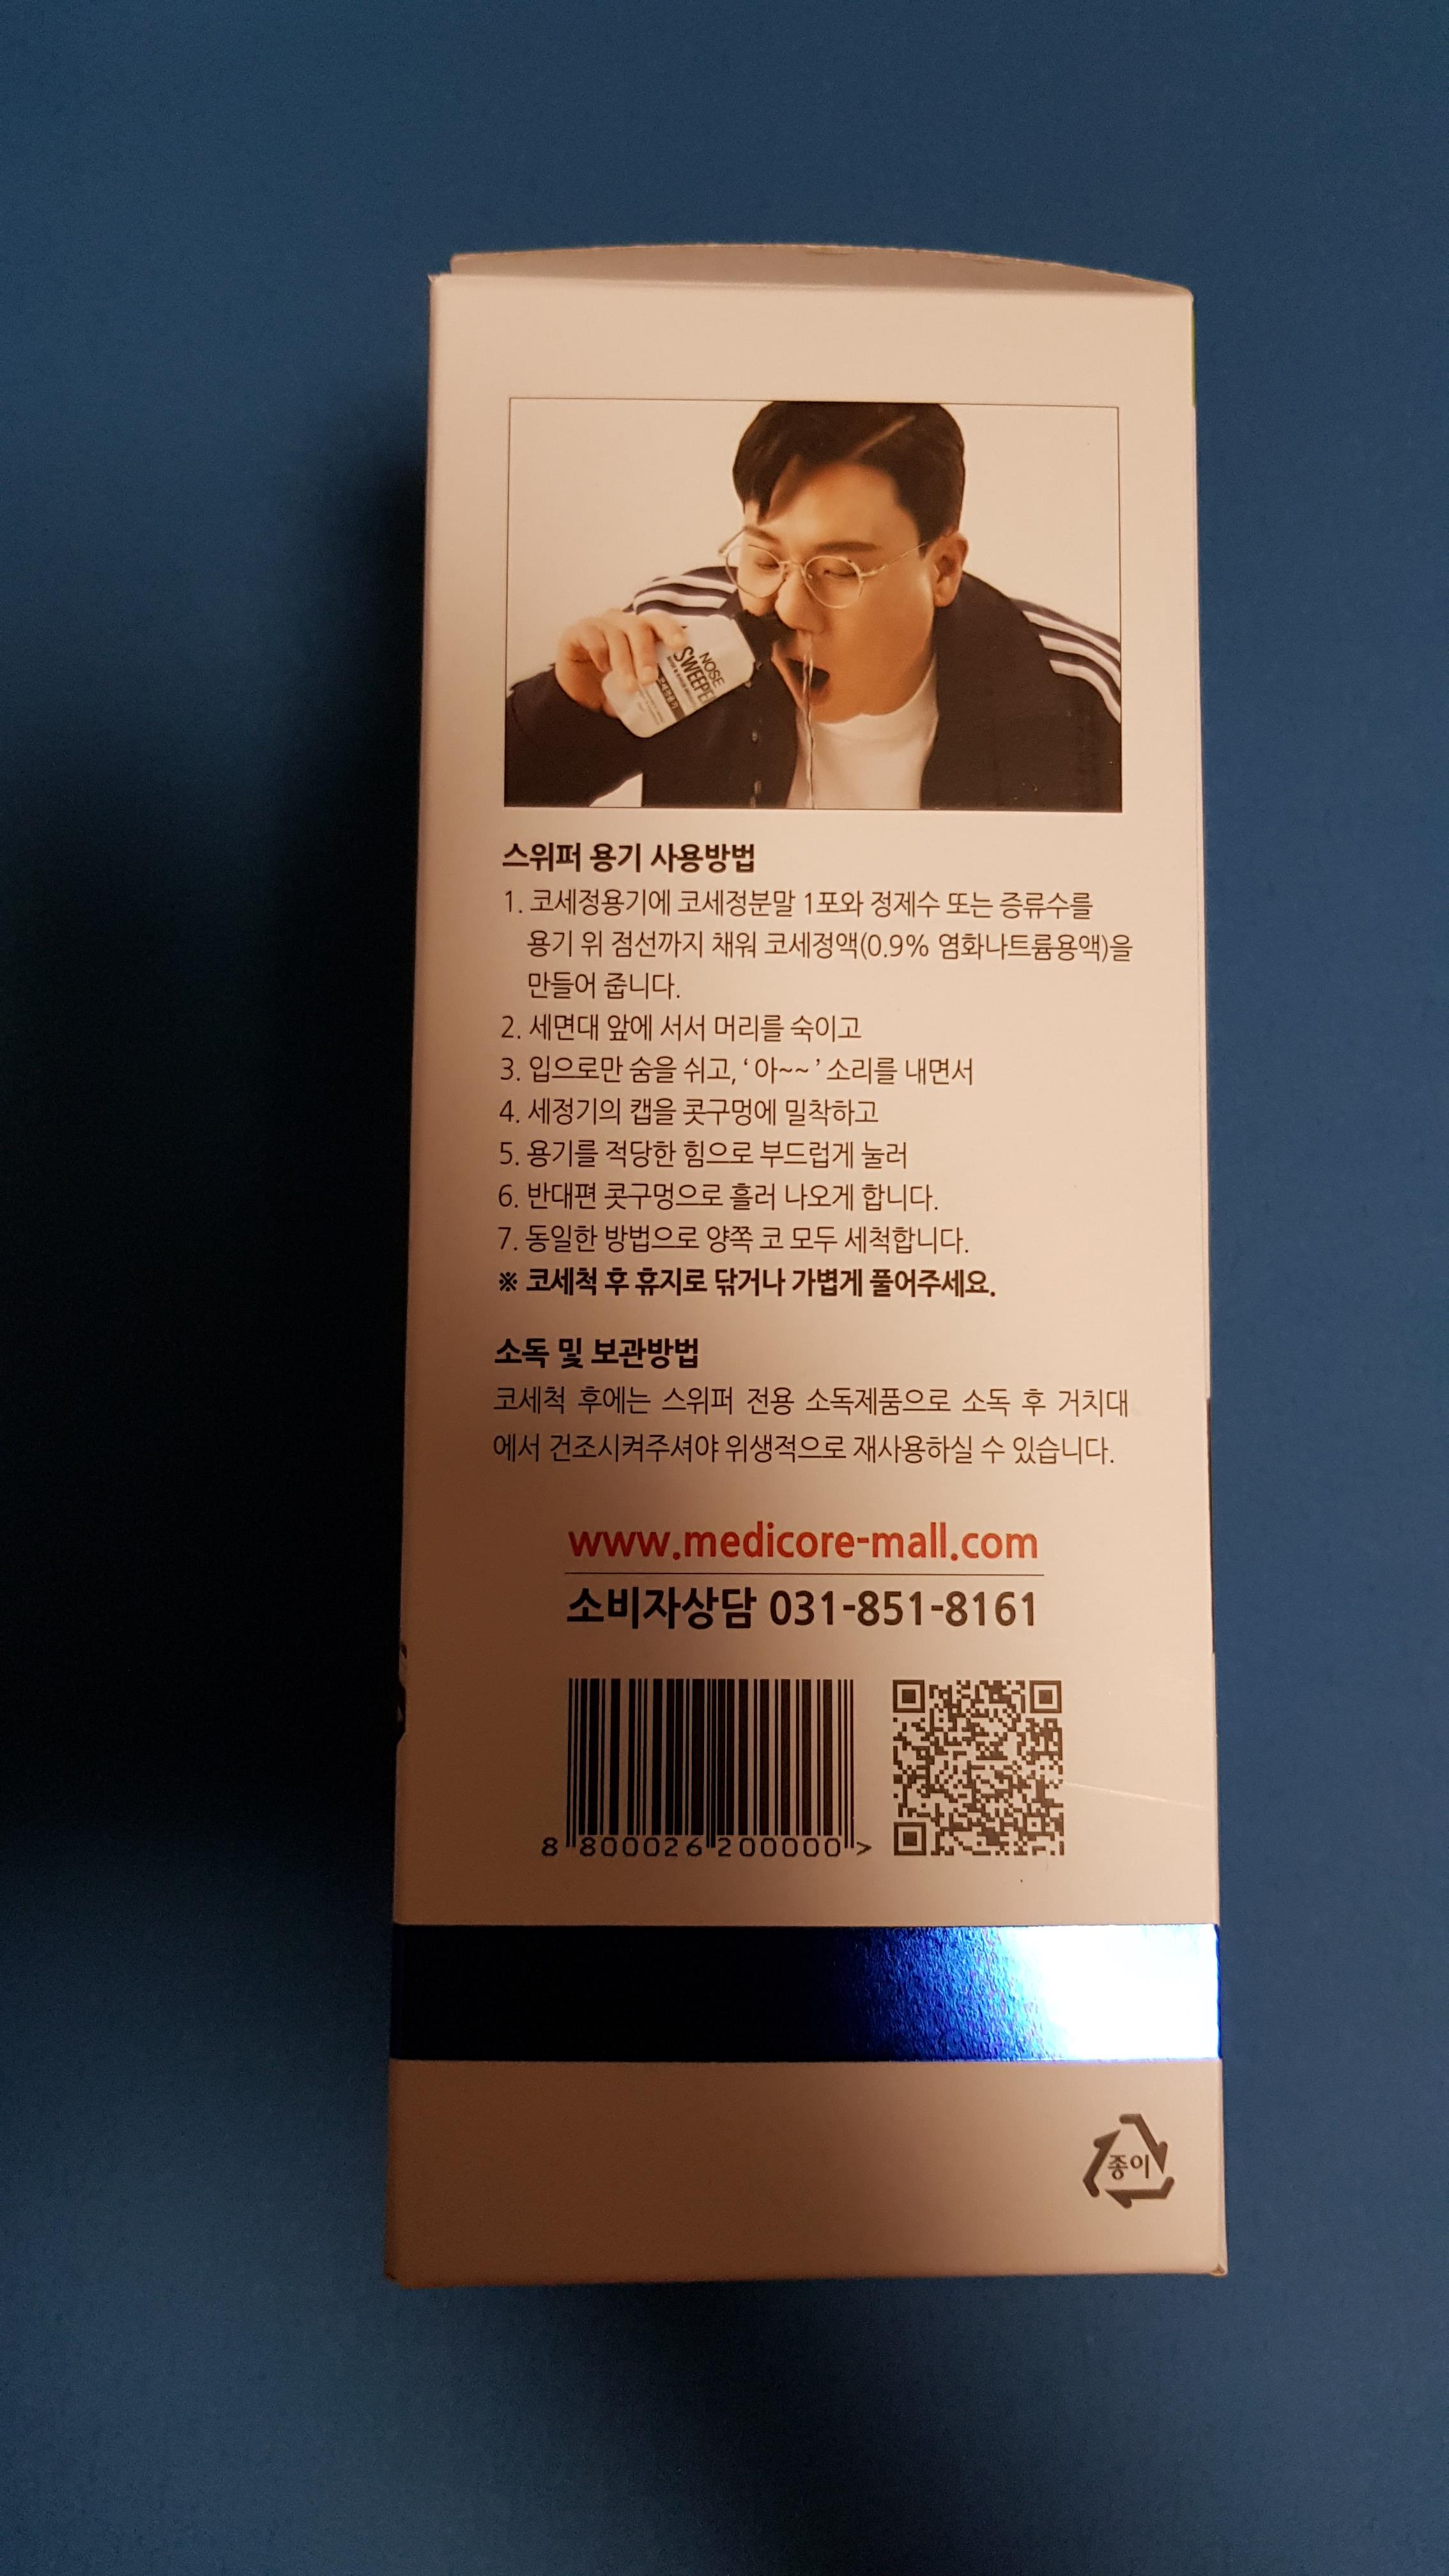 NOSE
SWEEPER
코세정용기
스위퍼 용기 사용방법
1. 코세정용기에 코세정분말 1포와 정제수 또는 증류수를
용기 위 점선까지 채워 코세정액(0.9% 염화나트륨용액)을
만들어 줍니다.
2. 세면대 앞에 서서 머리를 숙이고
3. 입으로만 숨을 쉬고, ‘ 아~~ ’ 소리를 내면서
4. 세정기의 캡을 콧구멍에 밀착하고
5. 용기를 적당한 힘으로 부드럽게 눌러
6. 반대편 콧구멍으로 흘러 나오게 합니다.
7. 동일한 방법으로 양쪽 코 모두 세척합니다.
※ 코세척 후 휴지로 닦거나 가볍게 풀어주세요.
소독 및 보관방법
코세척 후에는 스위퍼 전용 소독제품으로 소독 후 거치대
에서 건조시켜주셔야 위생적으로 재사용하실 수 있습니다.
www.medicore-mall.com
소비자상담 031-851-8161
8 800026 200000 >
종이